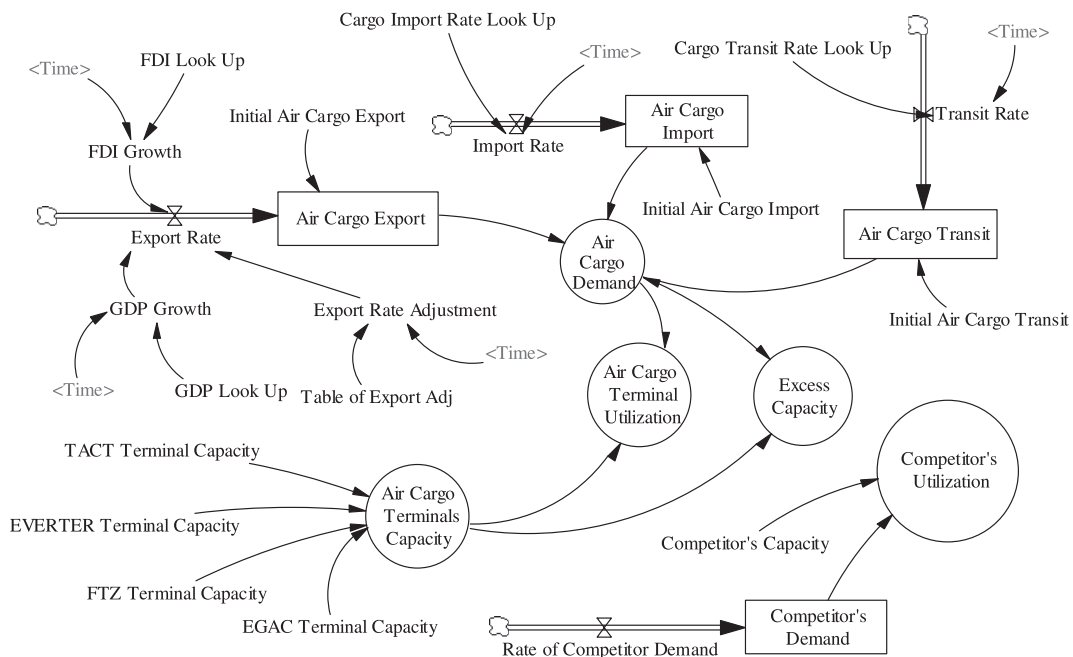 Cargo Import Rate Look Up
<Time>
FDI Look Up
<Time>
Cargo Transit Rate Look Up
<Time>
Initial Air Cargo Export
Air Cargo
Import
Transit Rate
FDI Growth
Import Rate
Air Cargo Export
Export Rate
Initial Air Cargo Import
Air
Cargo
Demand
Air Cargo Transit
GDP Growth
Export Rate Adjustment
Initial Air Cargo Transit
<Time>
<Time>
GDP Look Up
Table of Export Adj
Air Cargo
Terminal
Utilization
Excess
Capacity
TACT Terminal Capacity
Competitor's
Utilization
Air Cargo
Terminals
Capacity
EVERTER Terminal Capacity
Competitor's Capacity
FTZ Terminal Capacity
EGAC Terminal Capacity
Competitor's
Demand
Rate of Competitor Demand